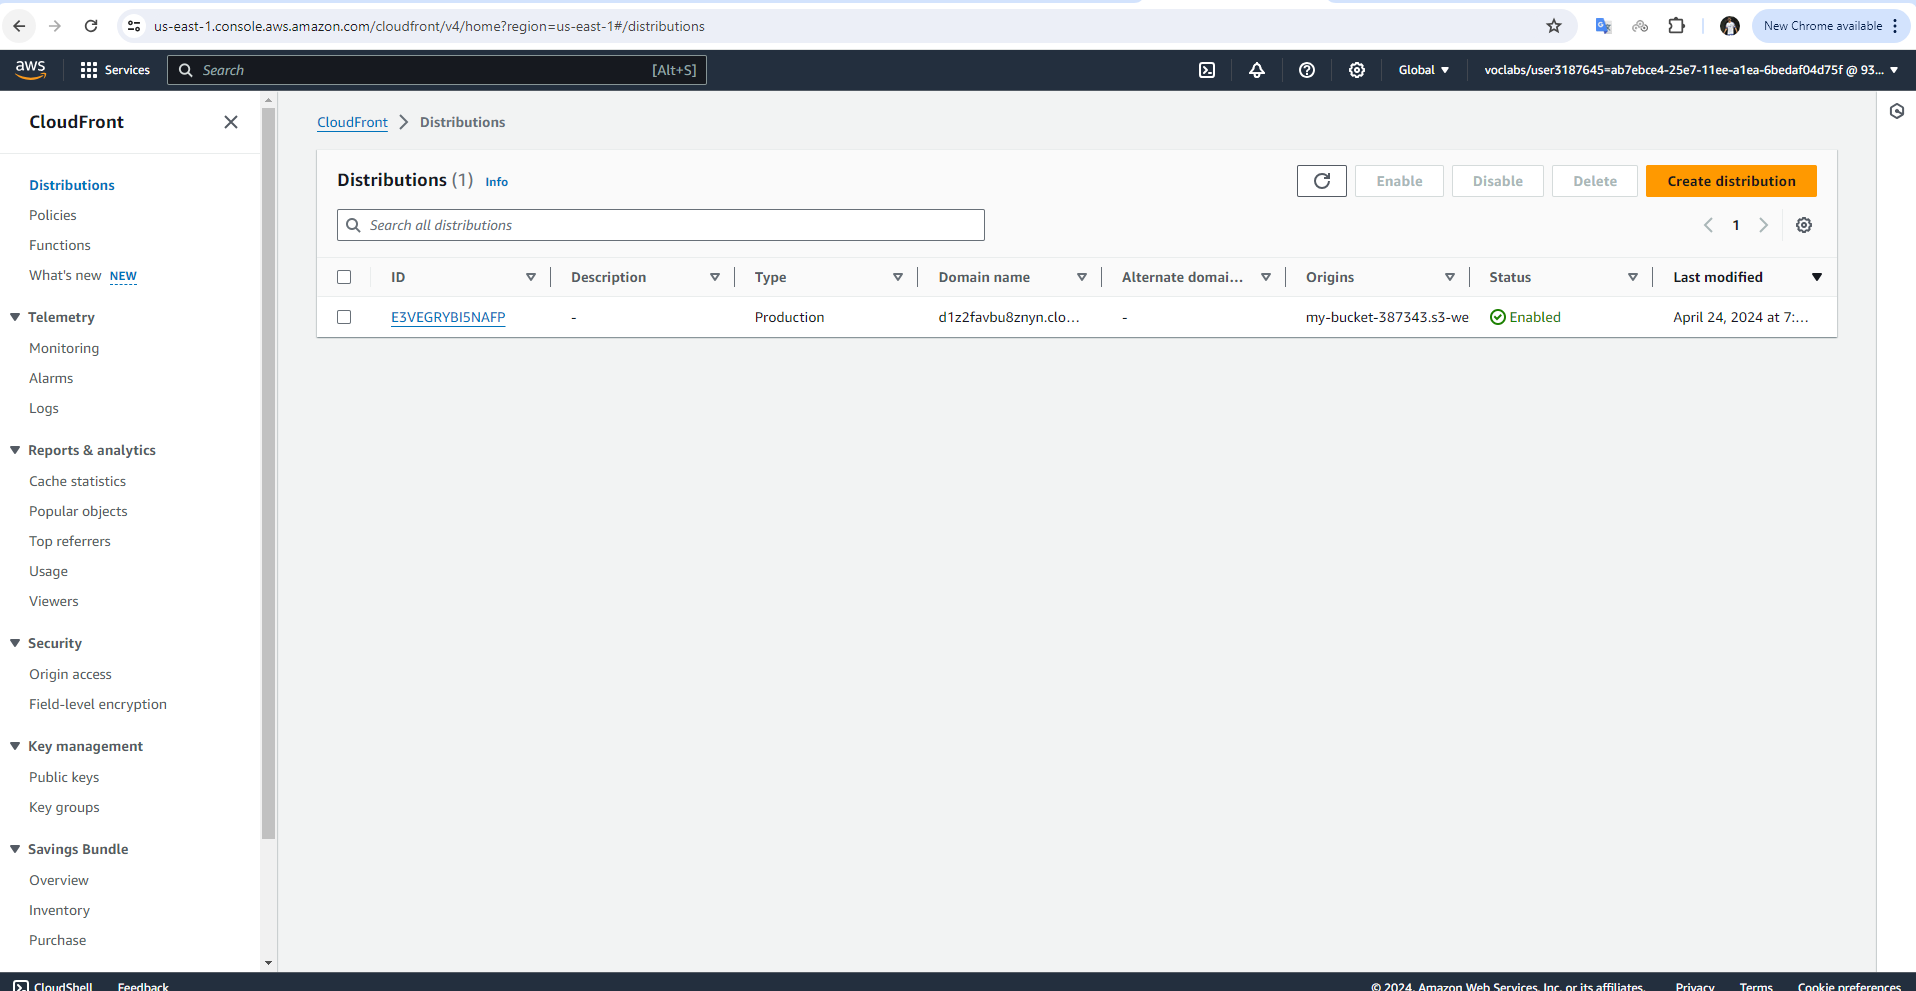 us-east-1.console.aws.amazon.com/cloudfront/v4/home?region=us-east-1#/distributions
New Chrome available
aws
Services
Search
[Alt+S]
Global
voclabs/user3187645=ab7ebce4-25e7-11ee-a1ea-6bedaf04d75f @ 93...
CloudFront
Distributions
Policies
Functions
What's new NEW
Telemetry
Monitoring
Alarms
Logs
Reports & analytics
Cache statistics
Popular objects
Top referrers
Usage
Viewers
Security
Origin access
Field-level encryption
Key management
Public keys
Key groups
Savings Bundle
Overview
Inventory
Purchase
CloudFront > Distributions
Distributions (1) Info
Enable
Disable
Delete
Create distribution
Search all distributions
1
ID Description Type Domain name Alternate domai... Origins Status Last modified
E3VEGRYBI5NAFP - Production d1z2favbu8znyn.clo... - my-bucket-387343.s3-we Enabled April 24, 2024 at 7:...
CloudShell Feedback © 2024, Amazon Web Services, Inc. or its affiliates. Privacy Terms Cookie preferences